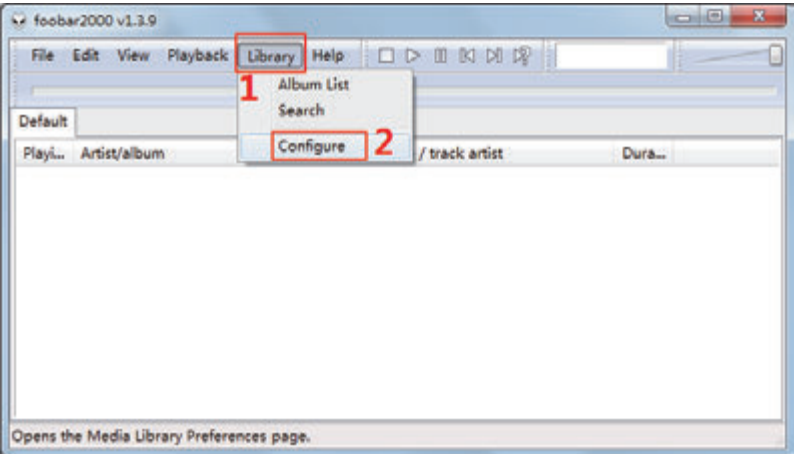 foobar2000 v1.3.9
File Edit View Playback Library Help
1
Album List
Search
Configure 2
Default
Playi... Artist/album / track artist Dura...
Opens the Media Library Preferences page.